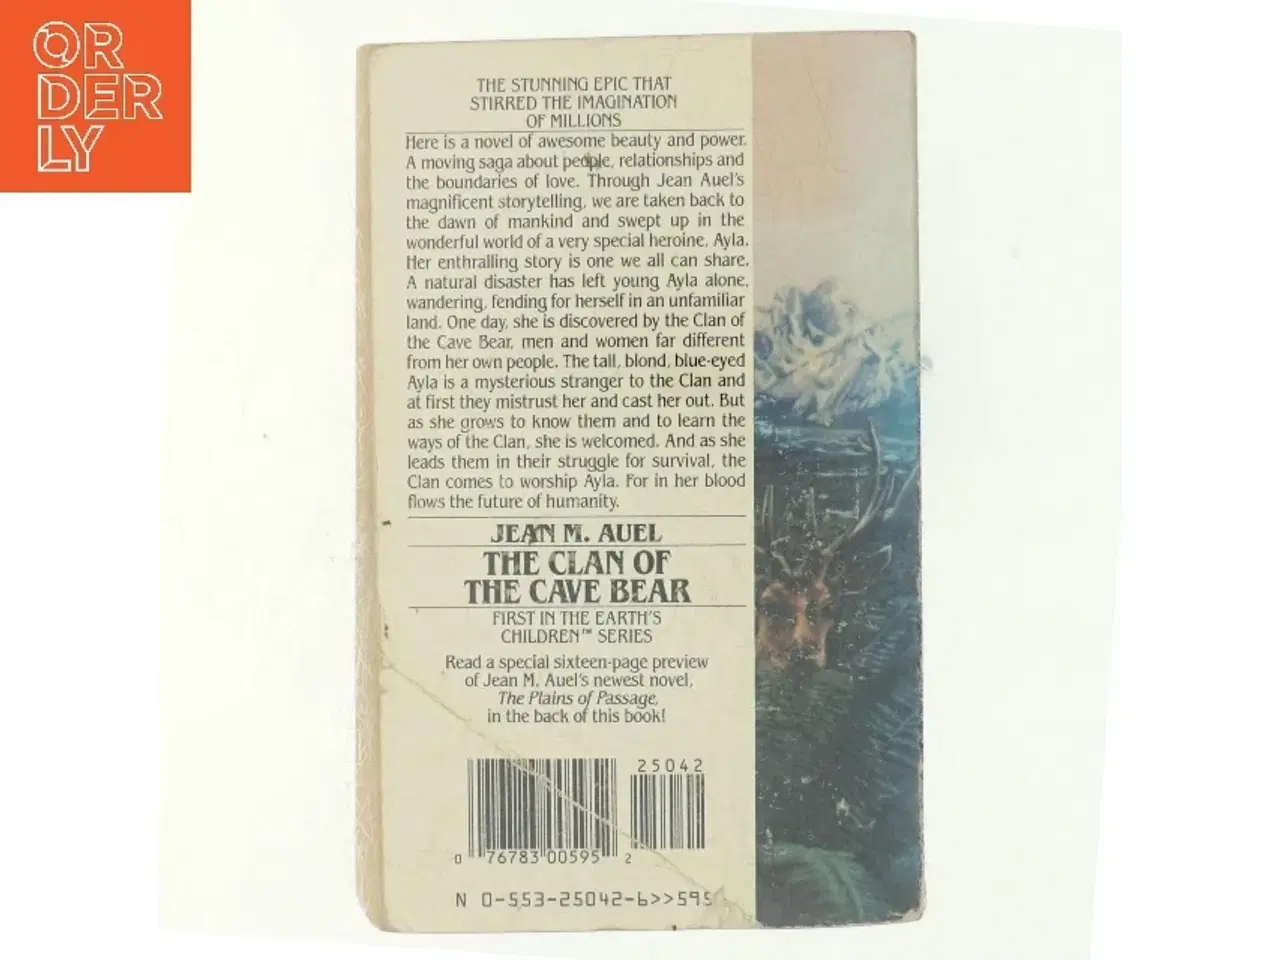 OR
DER
LY
THE STUNNING EPIC THAT
STIRRED THE IMAGINATION
OF MILLIONS
Here is a novel of awesome beauty and power.
A moving saga about people, relationships and
the boundaries of love. Through Jean Auel's
magnificent storytelling, we are taken back to
the dawn of mankind and swept up in the
wonderful world of a very special heroine, Ayla.
Her enthralling story is one we all can share.
A natural disaster has left young Ayla alone,
wandering, fending for herself in an unfamiliar
land. One day, she is discovered by the Clan of
the Cave Bear, men and women far different
from her own people. The tall, blond, blue-eyed
Ayla is a mysterious stranger to the Clan and
at first they mistrust her and cast her out. But
as she grows to know them and to learn the
ways of the Clan, she is welcomed. And as she
leads them in their struggle for survival, the
Clan comes to worship Ayla. For in her blood
flows the future of humanity.
JEAN M. AUEL
THE CLAN OF
THE CAVE BEAR
FIRST IN THE EARTH'S
CHILDREN™ SERIES
Read a special sixteen-page preview
of Jean M. Auel's newest novel,
The Plains of Passage,
in the back of this book!
25042
0 76783 00595 2
N 0-553-25042-6>>595